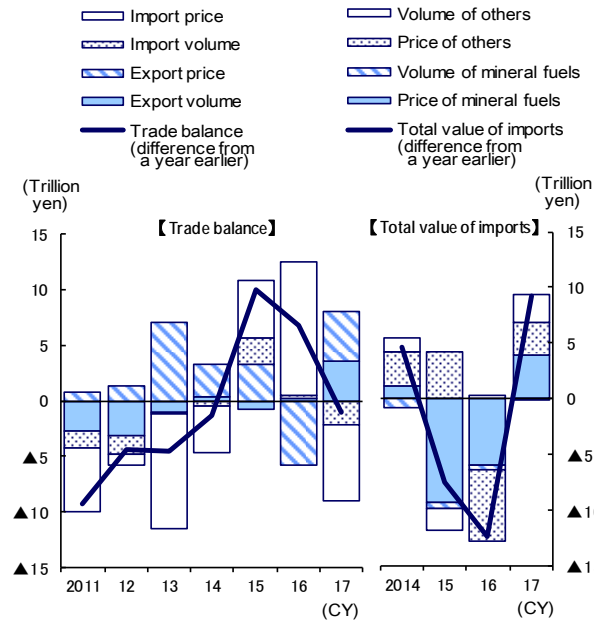 Import price
Import volume
Export price
Export volume
Trade balance
(difference from
a year earlier)
Volume of others
Price of others
Volume of mineral fuels
Price of mineral fuels
Total value of imports
(difference from
a year earlier)
(Trillion
yen)
(Trillion
yen)
【Trade balance】
【Total value of imports】
15
10
5
0
▲5
▲10
▲15
15
10
5
0
▲5
▲10
▲1
2011 12 13 14 15 16 17
(CY)
2014 15 16 17
(CY)